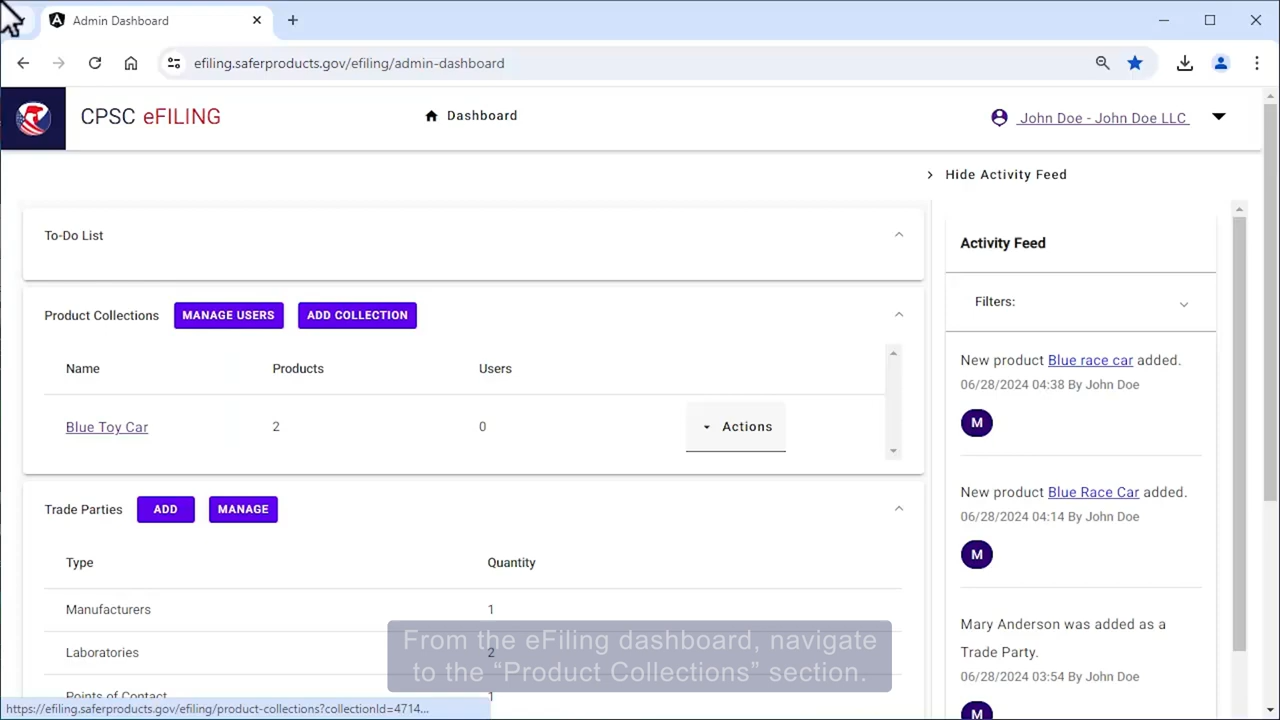 Admin Dashboard
efiling.saferproducts.gov/efiling/admin-dashboard
CPSC eFILING
Dashboard
John Doe - John Doe LLC
Hide Activity Feed
To-Do List
Product Collections
MANAGE USERS
ADD COLLECTION
Name Products Users
Blue Toy Car 2 0 Actions
Trade Parties
ADD
MANAGE
Type Quantity
Manufacturers 1
Laboratories 2
Points of Contact 1
Activity Feed
Filters:
New product Blue race car added.
06/28/2024 04:38 By John Doe
M
New product Blue Race Car added.
06/28/2024 04:14 By John Doe
M
Mary Anderson was added as a
Trade Party.
06/28/2024 03:54 By John Doe
M
From the eFiling dashboard, navigate
to the “Product Collections” section.
https://efiling.saferproducts.gov/efiling/product-collections?collectionId=4714...